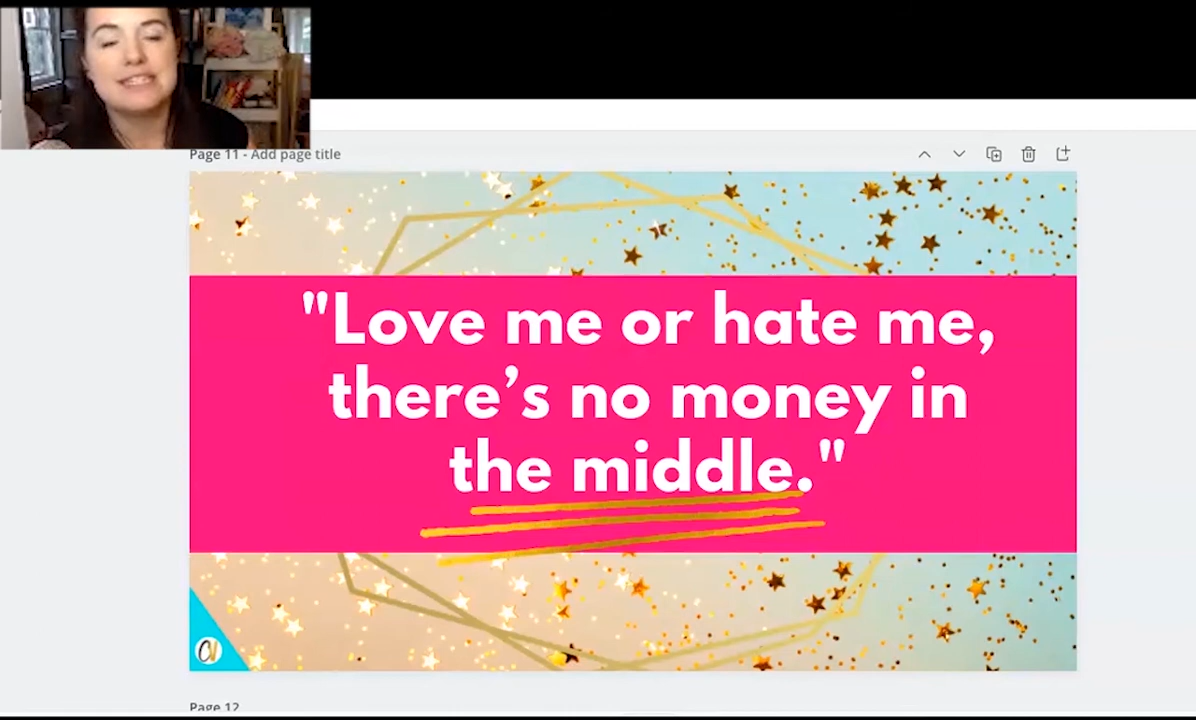 Page 11 - Add page title
"Love me or hate me,
there’s no money in
the middle."
Page 12